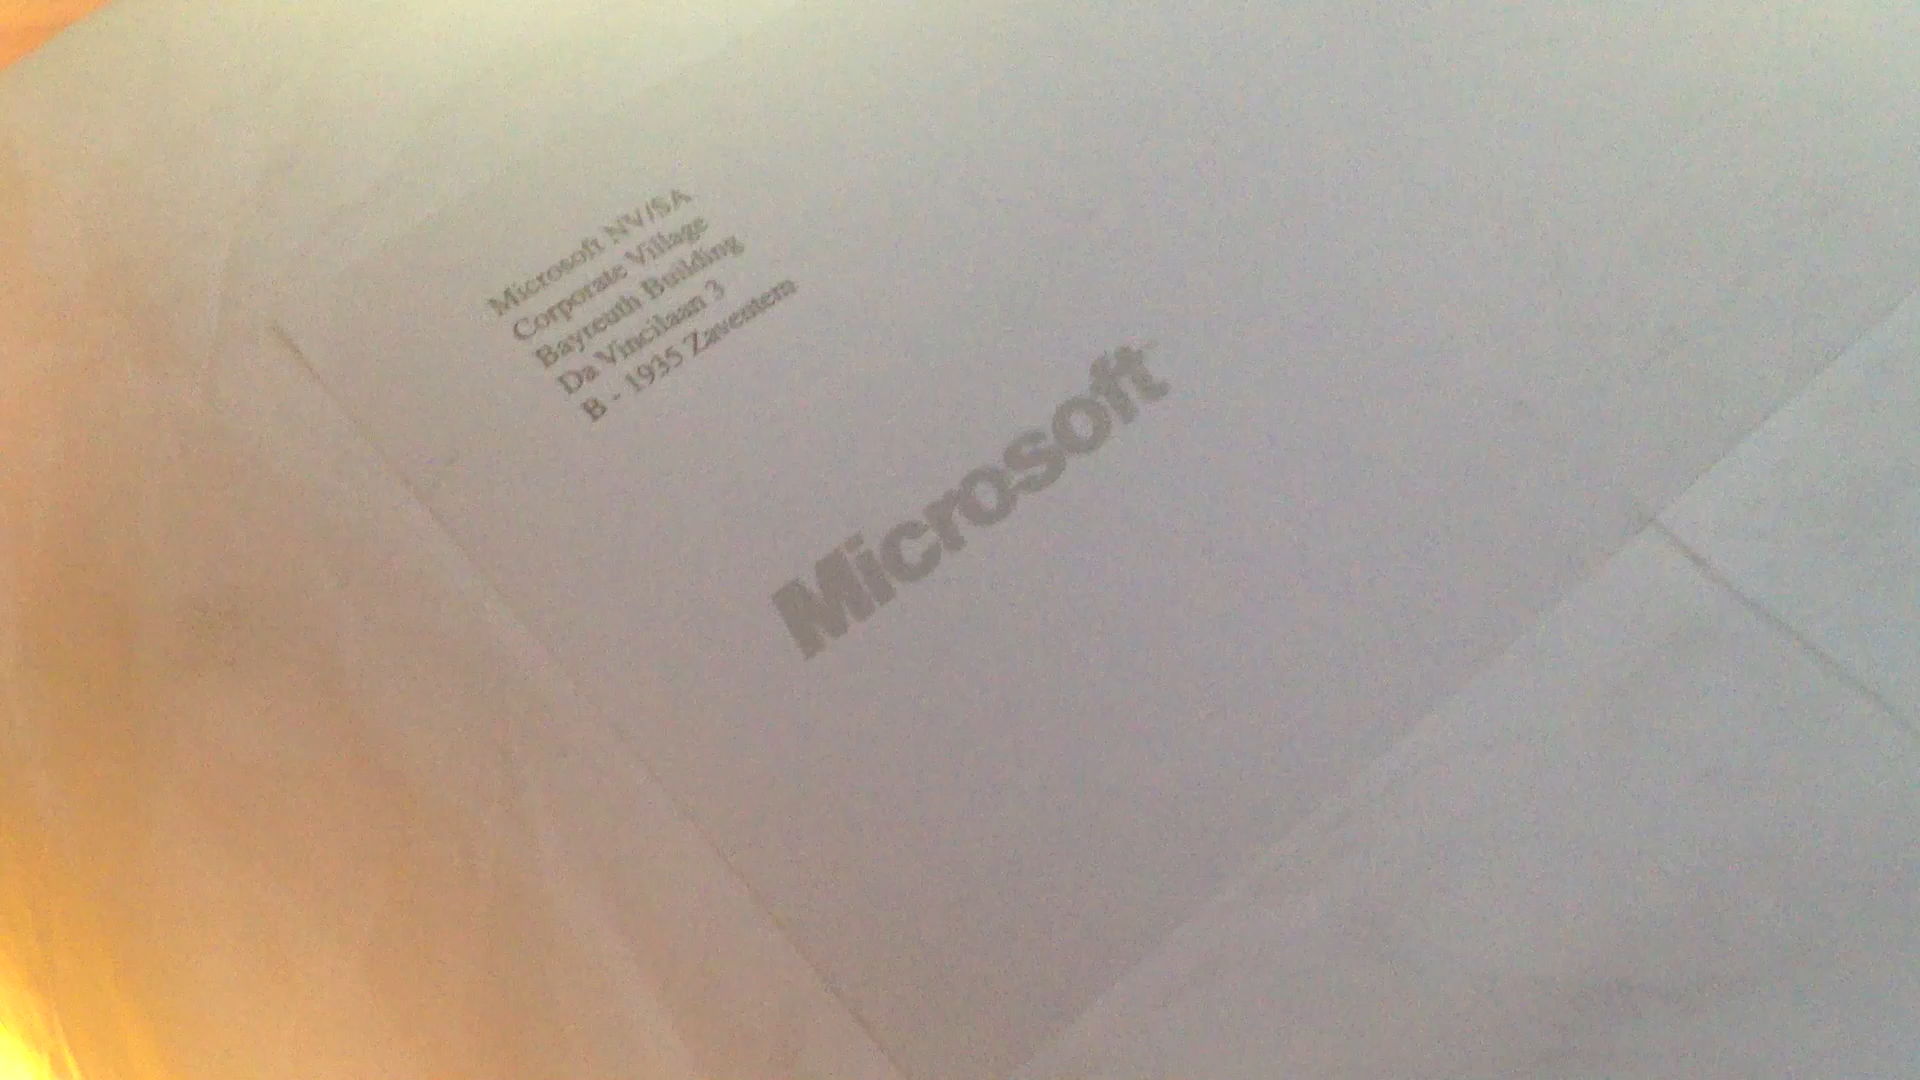 Microsoft NV/SA
Corporate Village
Bayreuth Building
Da Vincilaan 3
B - 1935 Zaventem
Microsoft